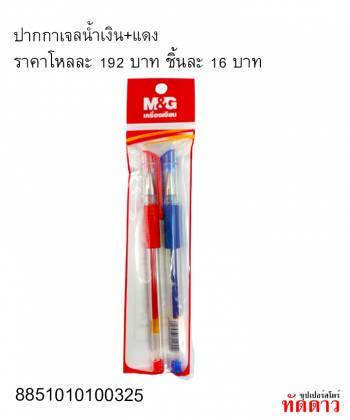 ปากกาเจลน้ำเงิน+แดง
ราคาโหลละ 192 บาท ชิ้นละ 16 บาท
M&G
เครื่องเขียน
8851010100325
ซุปเปอร์สโตร์
ทัดดาว